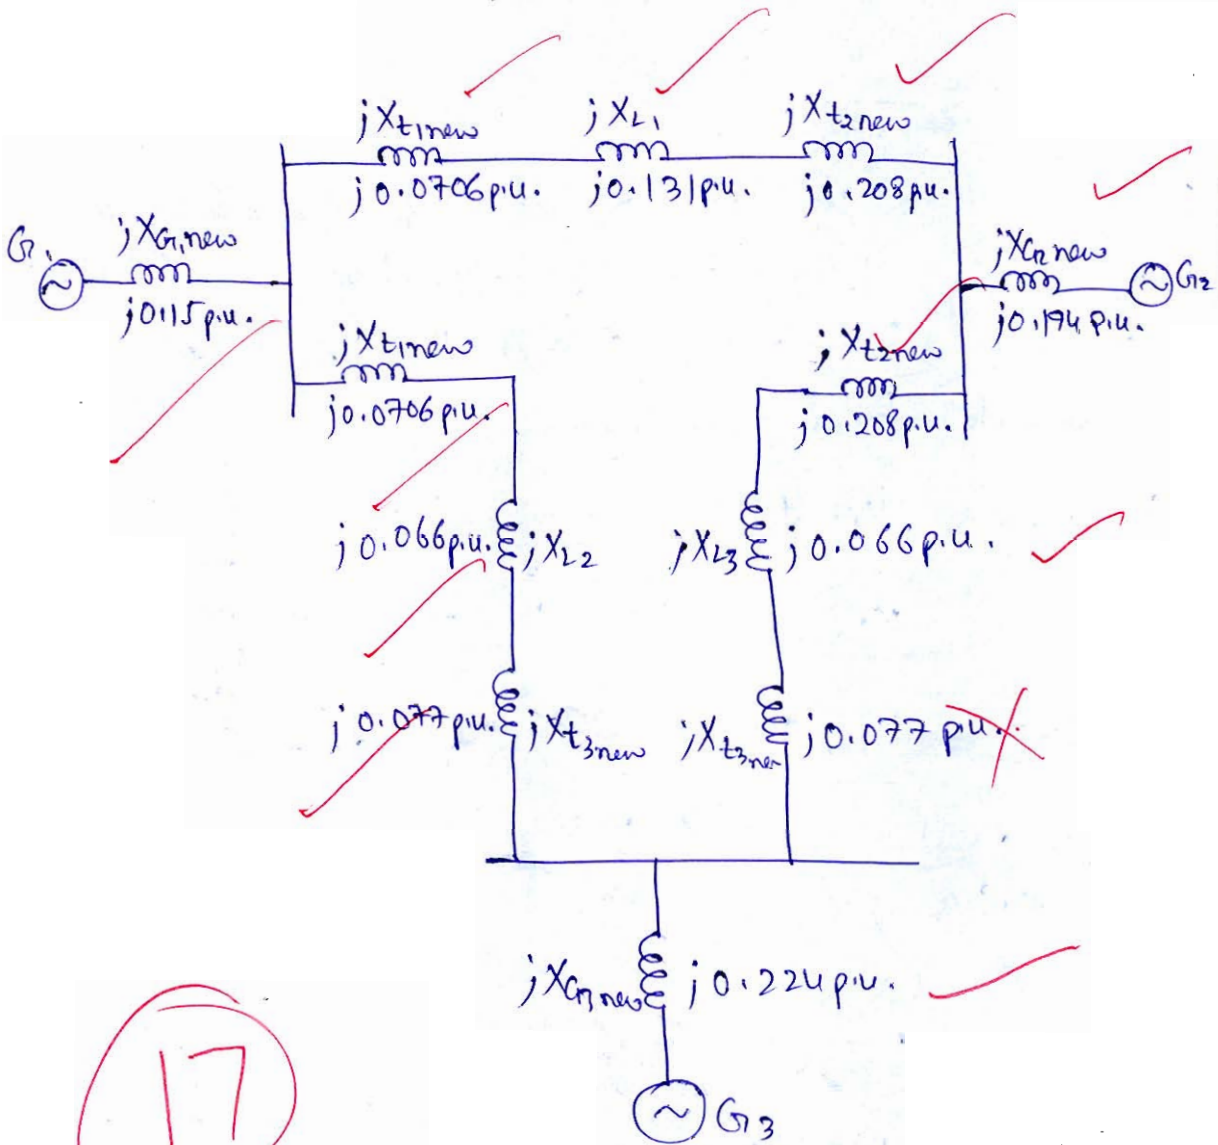 jXt₁new jXL₁ jXt₂new
j0.0706p.u. j0.131p.u. j0.208p.u.
G₁ jXG₁new
j0.15p.u.
jXG₂new G₂
j0.194 p.u.
jXt₁new
j0.0706p.u.
jXt₂new
j0.208p.u.
j0.066p.u. jXL₂ jXL₃ j0.066p.u.
j0.077p.u. jXt₃new jXt₃new j0.077p.u.
jXG₃new j0.224p.u.
G₃
17